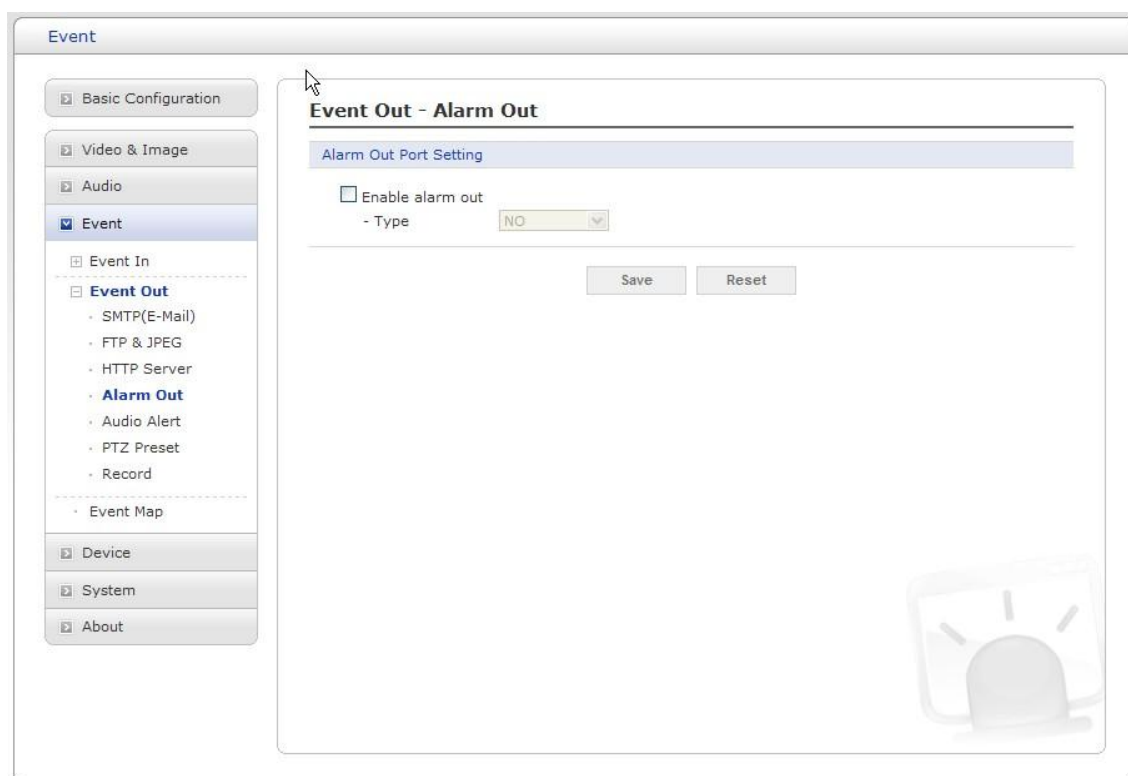 Event
Basic Configuration
Video & Image
Audio
Event
Event In
Event Out
SMTP(E-Mail)
FTP & JPEG
HTTP Server
Alarm Out
Audio Alert
PTZ Preset
Record
Event Map
Device
System
About
Event Out - Alarm Out
Alarm Out Port Setting
Enable alarm out
- Type NO
Save Reset